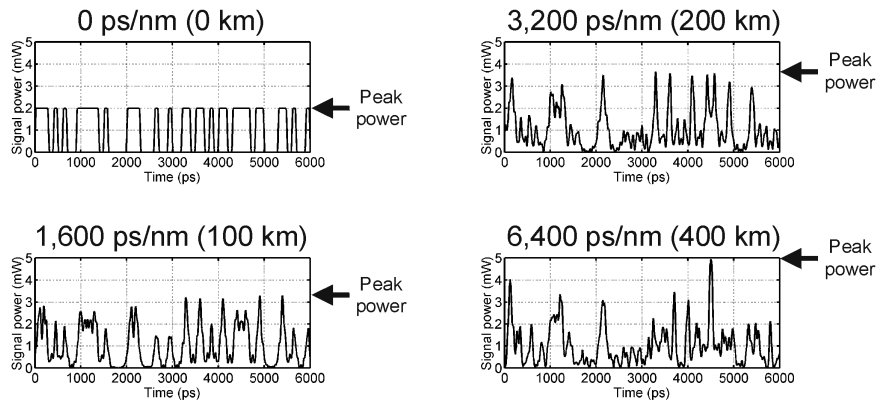 0 ps/nm (0 km)
Signal power (mW)
5
4
3
2
1
0
0 1000 2000 3000 4000 5000 6000
Time (ps)
Peak
power
3,200 ps/nm (200 km)
Signal power (mW)
5
4
3
2
1
0
0 1000 2000 3000 4000 5000 6000
Time (ps)
Peak
power
1,600 ps/nm (100 km)
Signal power (mW)
5
4
3
2
1
0
0 1000 2000 3000 4000 5000 6000
Time (ps)
Peak
power
6,400 ps/nm (400 km)
Signal power (mW)
5
4
3
2
1
0
0 1000 2000 3000 4000 5000 6000
Time (ps)
Peak
power